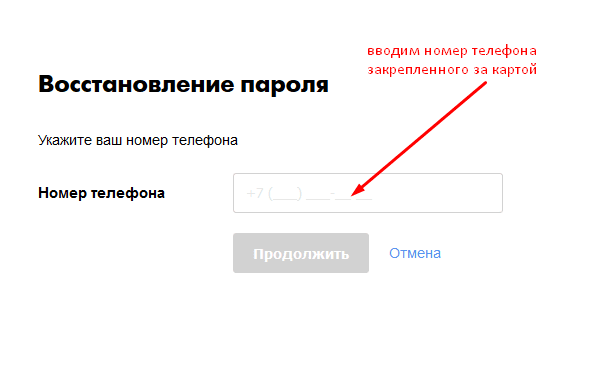 вводим номер телефона
закрепленного за картой
Восстановление пароля
Укажите ваш номер телефона
Номер телефона
+7 (___) ___-__-__
Продолжить
Отмена